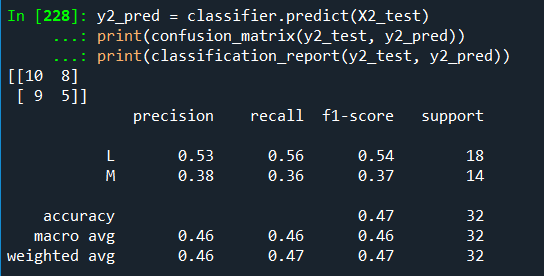 In [228]: y2_pred = classifier.predict(X2_test)
     ...: print(confusion_matrix(y2_test, y2_pred))
     ...: print(classification_report(y2_test, y2_pred))
[[10  8]
 [ 9  5]]
              precision    recall  f1-score   support

           L       0.53      0.56      0.54        18
           M       0.38      0.36      0.37        14

    accuracy                           0.47        32
   macro avg       0.46      0.46      0.46        32
weighted avg       0.46      0.47      0.47        32